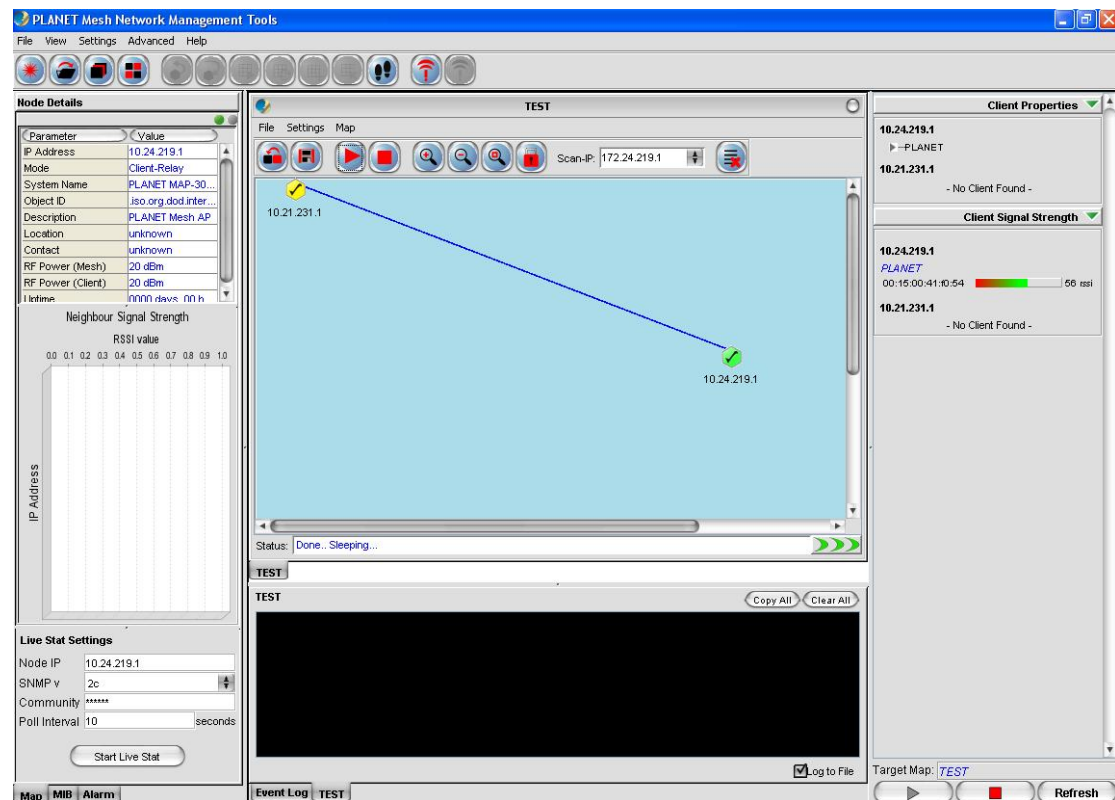 PLANET Mesh Network Management Tools
File View Settings Advanced Help
Node Details
Parameter Value
IP Address 10.24.219.1
Mode Client-Relay
System Name PLANET MAP-30...
Object ID .iso.org.dod.inter...
Description PLANET Mesh AP
Location unknown
Contact unknown
RF Power (Mesh) 20 dBm
RF Power (Client) 20 dBm
Uptime 0000 days, 00 h
Neighbour Signal Strength
RSSI value
0.0 0.1 0.2 0.3 0.4 0.5 0.6 0.7 0.8 0.9 1.0
IP Address
Live Stat Settings
Node IP 10.24.219.1
SNMP v 2c
Community ******
Poll Interval 10 seconds
Start Live Stat
Map MIB Alarm
TEST
File Settings Map
Scan-IP: 172.24.219.1
10.21.231.1
10.24.219.1
Status: Done.. Sleeping...
TEST
TEST
Copy All Clear All
Log to File
Event Log TEST
Client Properties
10.24.219.1
PLANET
10.21.231.1
- No Client Found -
Client Signal Strength
10.24.219.1
PLANET
00:15:00:41:f0:54 56 rssi
10.21.231.1
- No Client Found -
Target Map: TEST
Refresh